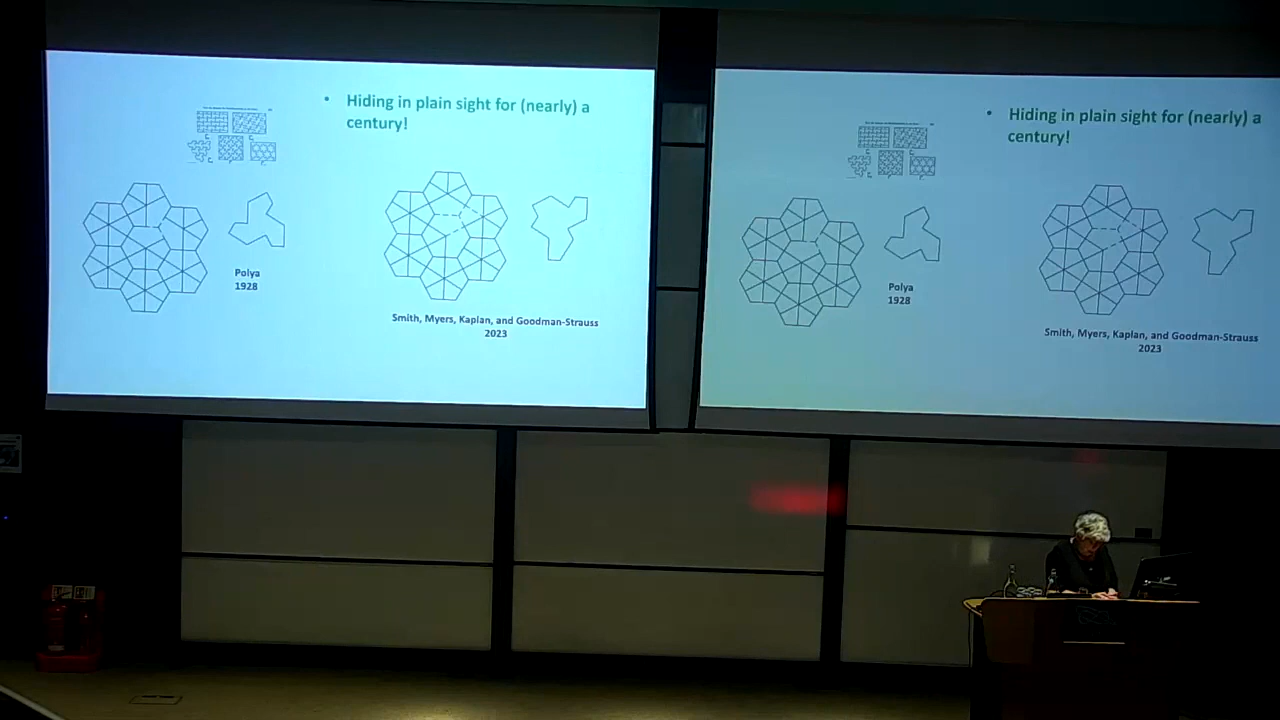 • Hiding in plain sight for (nearly) a
century!
Polya
1928
Smith, Myers, Kaplan, and Goodman-Strauss
2023
• Hiding in plain sight for (nearly) a
century!
Polya
1928
Smith, Myers, Kaplan, and Goodman-Strauss
2023